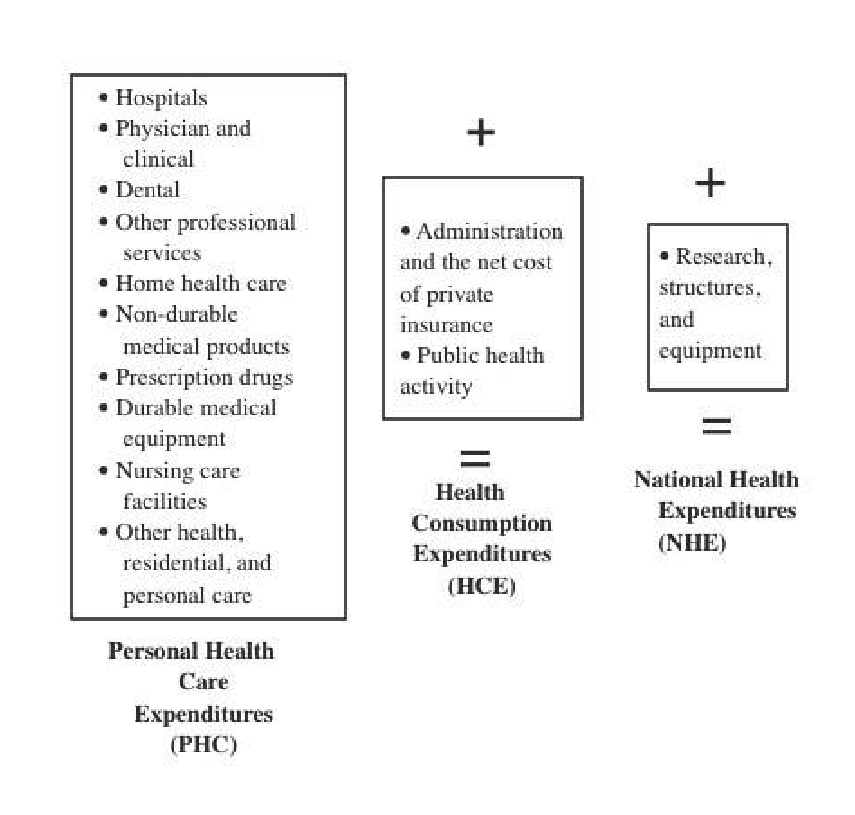 • Hospitals
• Physician and
clinical
• Dental
• Other professional
services
• Home health care
• Non-durable
medical products
• Prescription drugs
• Durable medical
equipment
• Nursing care
facilities
• Other health,
residential, and
personal care
Personal Health
Care
Expenditures
(PHC)
+
• Administration
and the net cost
of private
insurance
• Public health
activity
=
Health
Consumption
Expenditures
(HCE)
+
• Research,
structures,
and
equipment
=
National Health
Expenditures
(NHE)